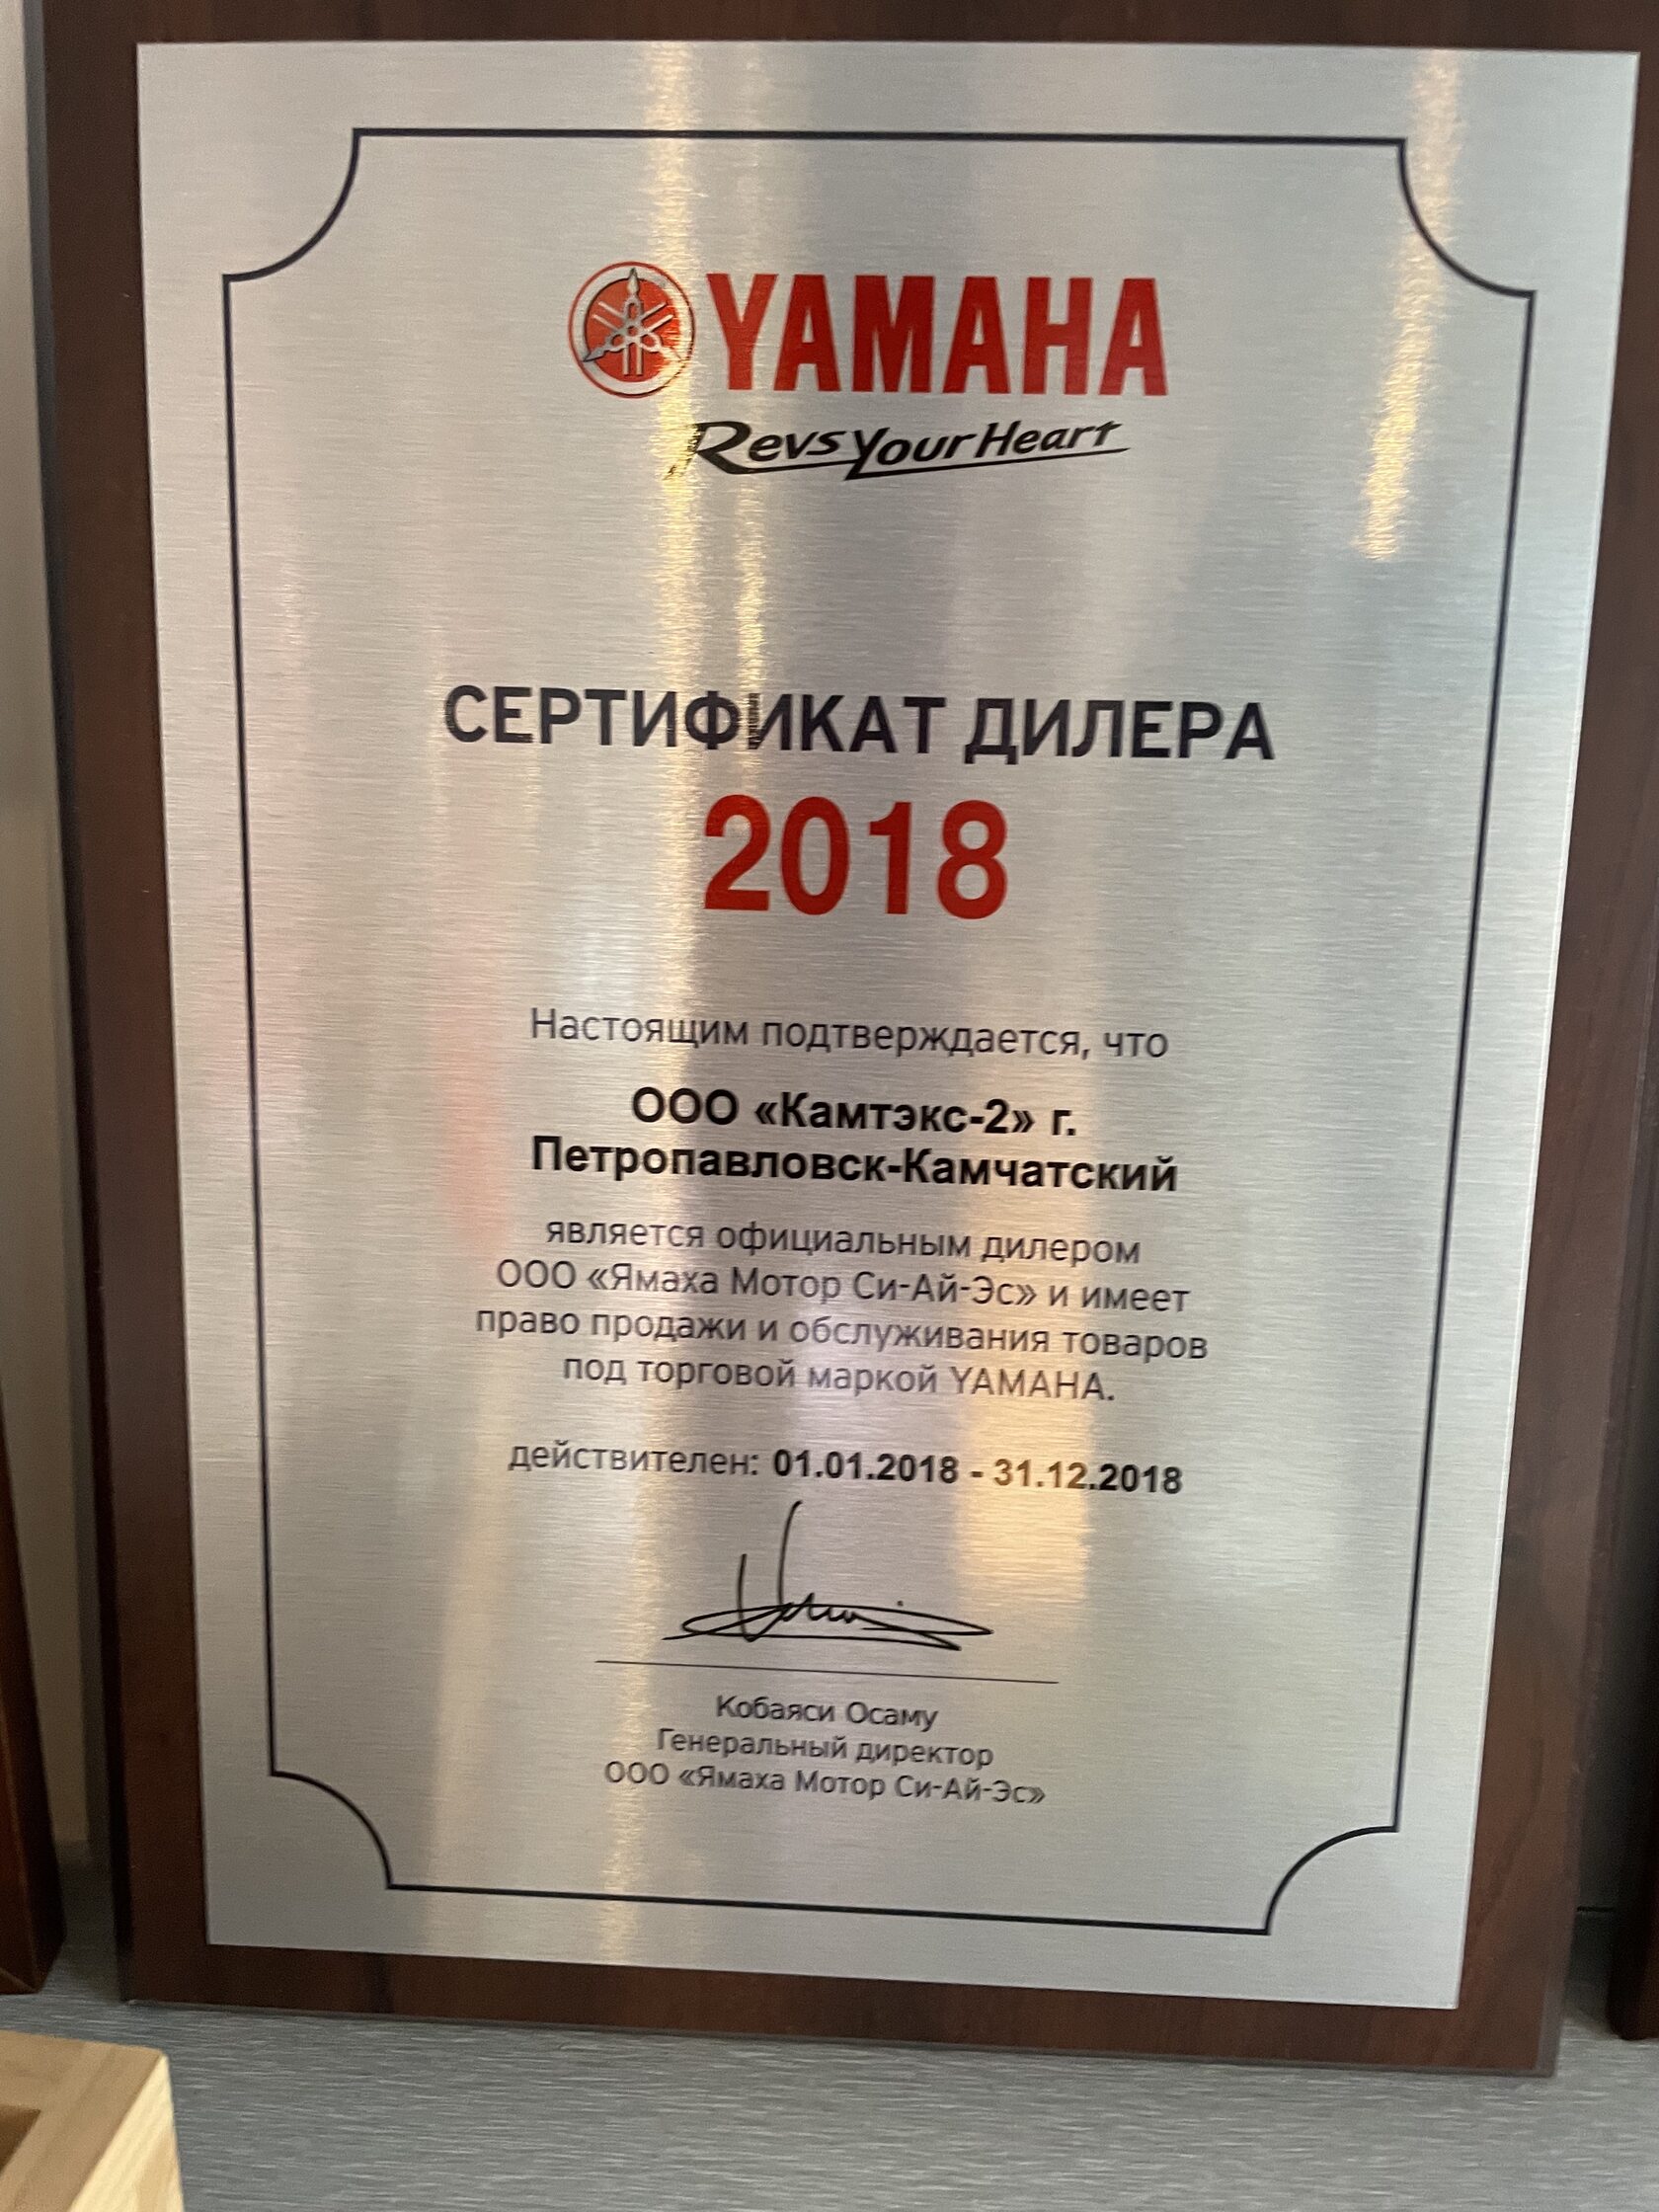 YAMAHA
Revs Your Heart
СЕРТИФИКАТ ДИЛЕРА
2018
Настоящим подтверждается, что
ООО «Камтэкс-2» г.
Петропавловск-Камчатский
является официальным дилером
ООО «Ямаха Мотор Си-Ай-Эс» и имеет
право продажи и обслуживания товаров
под торговой маркой YAMAHA.
действителен: 01.01.2018 - 31.12.2018
Кобаяси Осаму
Генеральный директор
ООО «Ямаха Мотор Си-Ай-Эс»